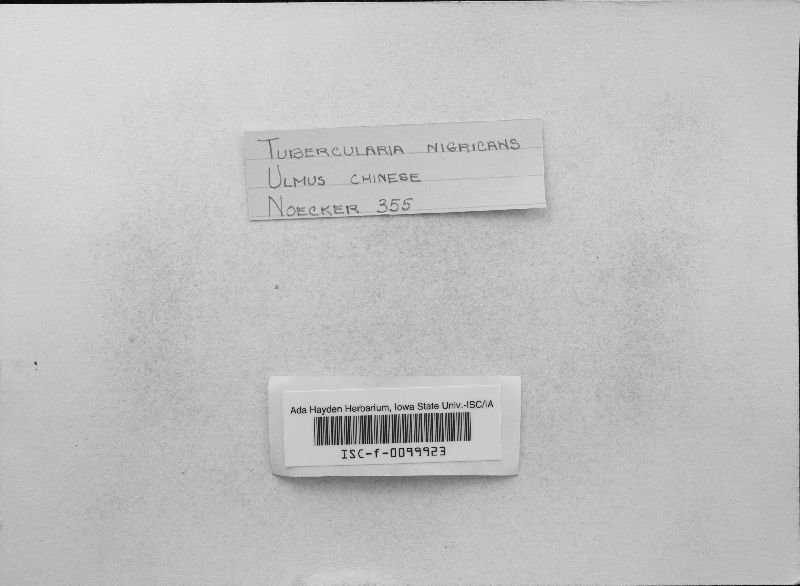 TUBERCULARIA NIGRICANS
ULMUS CHINESE
NOECKER 355
Ada Hayden Herbarium, Iowa State Univ.-ISC/IA
ISC-f-0099923